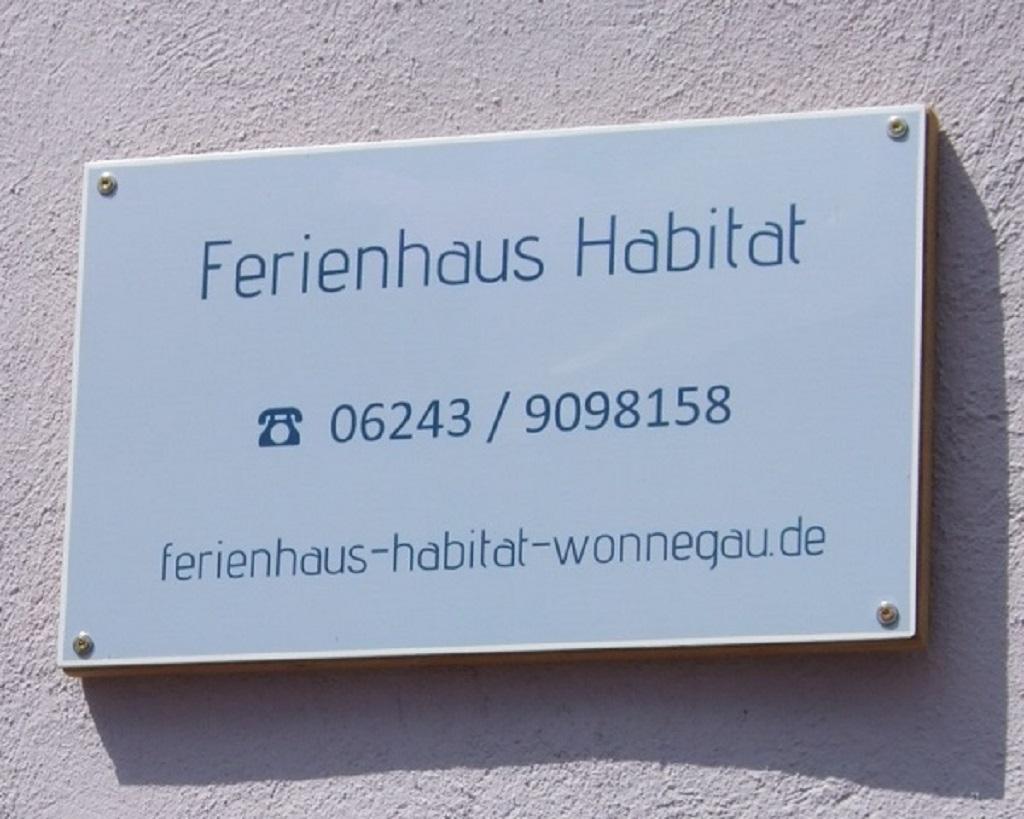 Ferienhaus Habitat
☎ 06243 / 9098158
ferienhaus-habitat-wonnegau.de